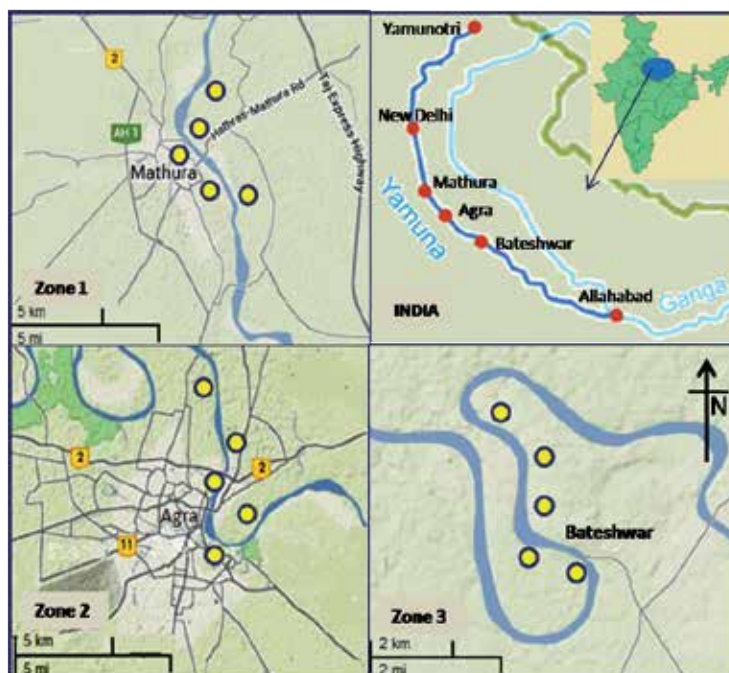 2
Hathras-Mathura Rd
Taj Express Highway
AH 1
Mathura
Zone 1
5 km
5 mi
Yamunotri
New Delhi
Mathura
Agra
Bateshwar
Yamuna
Allahabad
Ganga
INDIA
2
2
Agra
11
Zone 2
5 km
5 mi
N
Bateshwar
Zone 3
2 km
2 mi